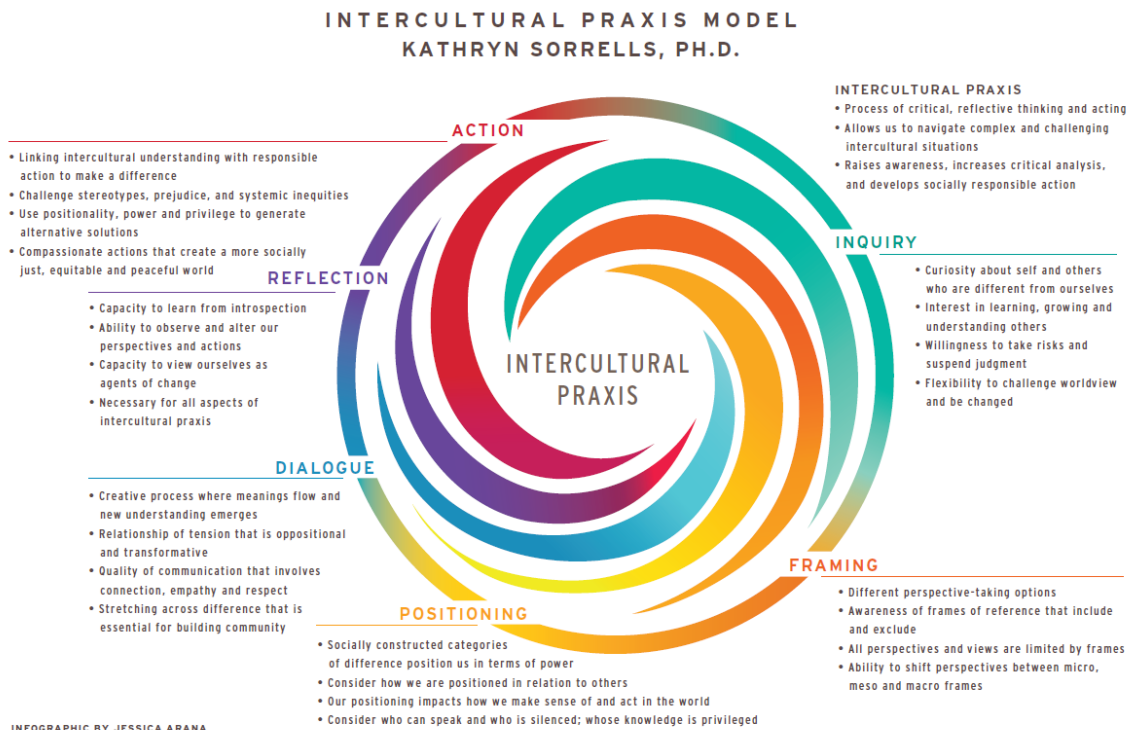 INTERCULTURAL PRAXIS MODEL
KATHRYN SORRELLS, PH.D.
INTERCULTURAL PRAXIS
• Process of critical, reflective thinking and acting
• Allows us to navigate complex and challenging
intercultural situations
• Raises awareness, increases critical analysis,
and develops socially responsible action
INQUIRY
• Curiosity about self and others
who are different from ourselves
• Interest in learning, growing and
understanding others
• Willingness to take risks and
suspend judgment
• Flexibility to challenge worldview
and be changed
FRAMING
• Different perspective-taking options
• Awareness of frames of reference that include
and exclude
• All perspectives and views are limited by frames
• Ability to shift perspectives between micro,
meso and macro frames
POSITIONING
• Socially constructed categories
of difference position us in terms of power
• Consider how we are positioned in relation to others
• Our positioning impacts how we make sense of and act in the world
• Consider who can speak and who is silenced; whose knowledge is privileged
DIALOGUE
• Creative process where meanings flow and
new understanding emerges
• Relationship of tension that is oppositional
and transformative
• Quality of communication that involves
connection, empathy and respect
• Stretching across difference that is
essential for building community
REFLECTION
• Capacity to learn from introspection
• Ability to observe and alter our
perspectives and actions
• Capacity to view ourselves as
agents of change
• Necessary for all aspects of
intercultural praxis
ACTION
• Linking intercultural understanding with responsible
action to make a difference
• Challenge stereotypes, prejudice, and systemic inequities
• Use positionality, power and privilege to generate
alternative solutions
• Compassionate actions that create a more socially
just, equitable and peaceful world
INTERCULTURAL
PRAXIS
INFOGRAPHIC BY JESSICA ARANA